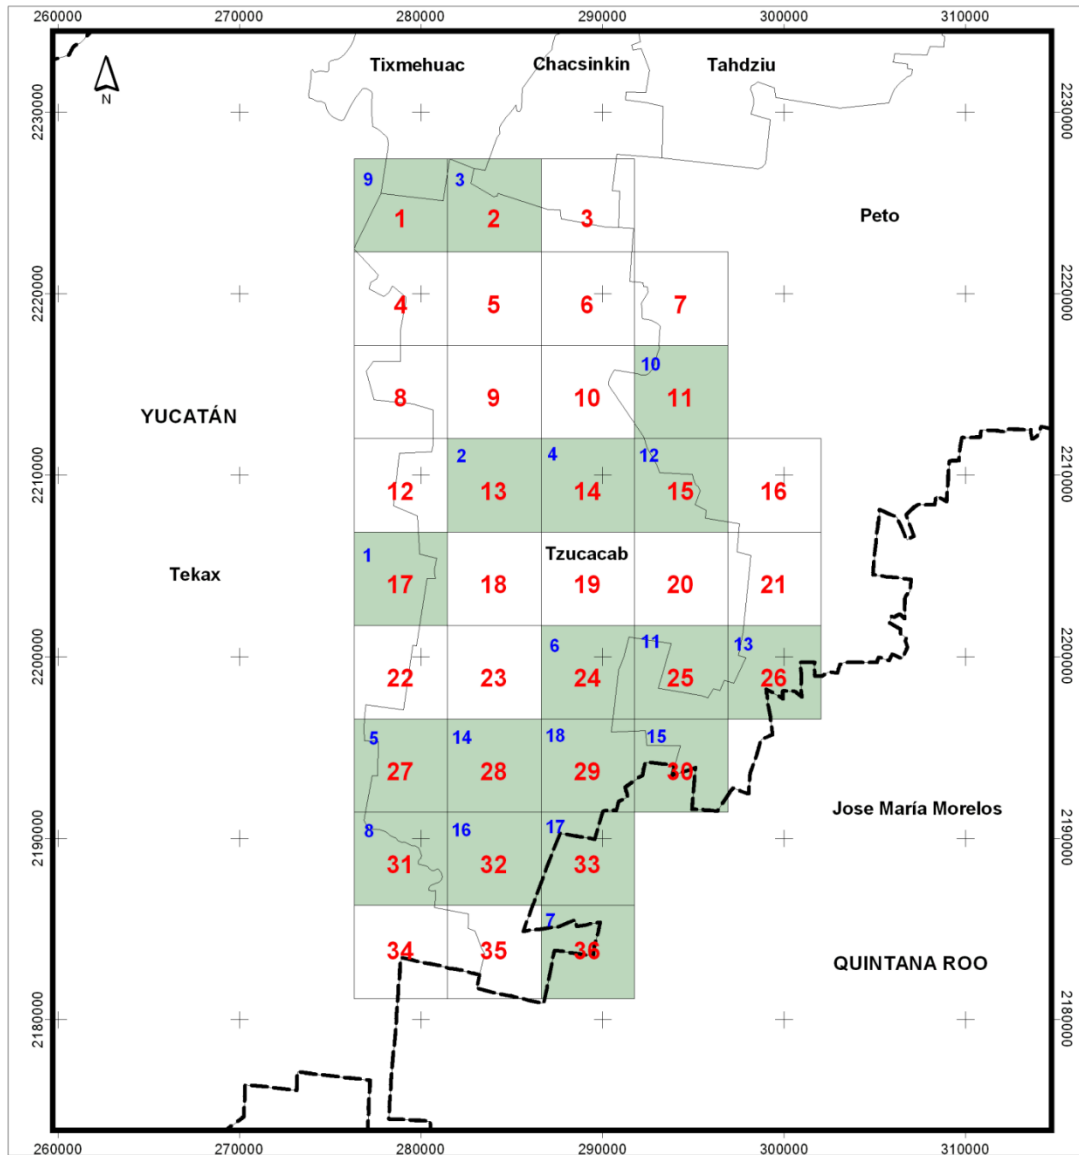 260000 270000 280000 290000 300000 310000
Tixmehuac Chacsinkin Tahdziu
N
2230000 2230000
9 3
1 2 3
Peto
2220000 2220000
4 5 6 7
10
8 9 10 11
YUCATÁN
2 4 12
2210000 2210000
12 13 14 15 16
1 Tzucacab
Tekax 17 18 19 20 21
6 11 13
2200000 2200000
22 23 24 25 26
5 14 18 15
27 28 29 30
Jose María Morelos
8 16 17
2190000 2190000
31 32 33
7
34 35 36
QUINTANA ROO
2180000 2180000
260000 270000 280000 290000 300000 310000